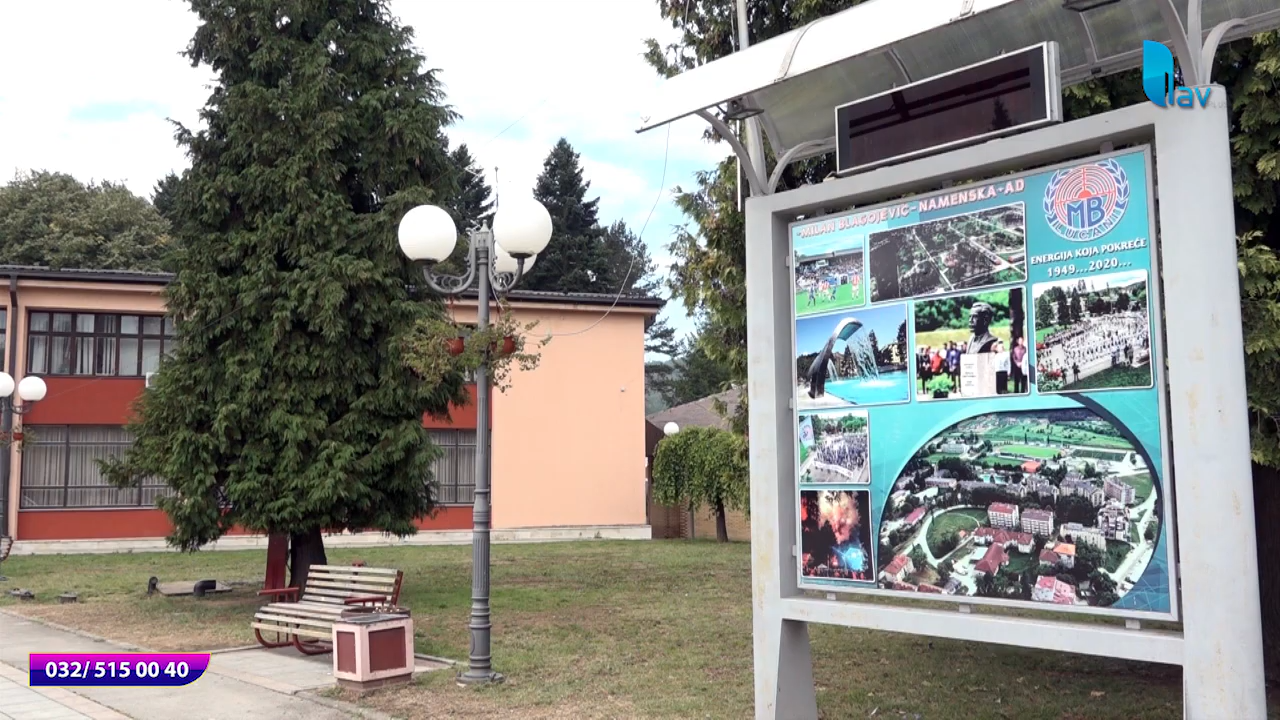 lav
„MILAN BLAGOJEVIĆ - NAMENSKA" AD
MB
LUČANI
ENERGIJA KOJA POKREĆE
1949...2020...
032/ 515 00 40